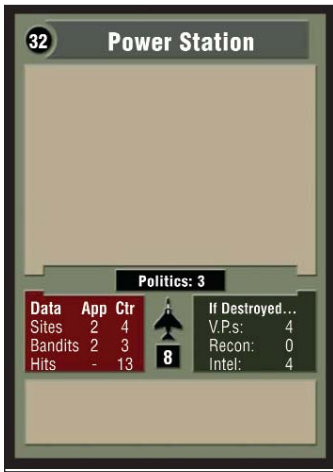 32 Power Station
Politics: 3
Data App Ctr
Sites 2 4
Bandits 2 3
Hits - 13
8
If Destroyed...
V.P.s: 4
Recon: 0
Intel: 4